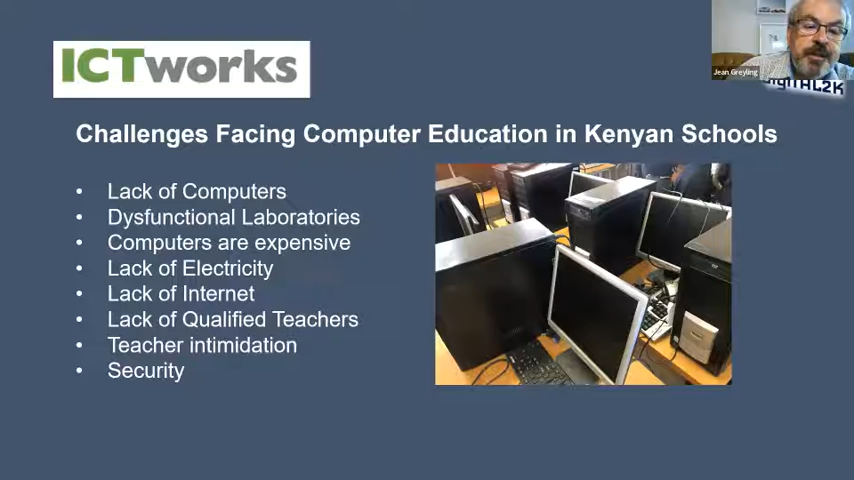 ICTworks
Jean Greyling
Challenges Facing Computer Education in Kenyan Schools
• Lack of Computers
• Dysfunctional Laboratories
• Computers are expensive
• Lack of Electricity
• Lack of Internet
• Lack of Qualified Teachers
• Teacher intimidation
• Security